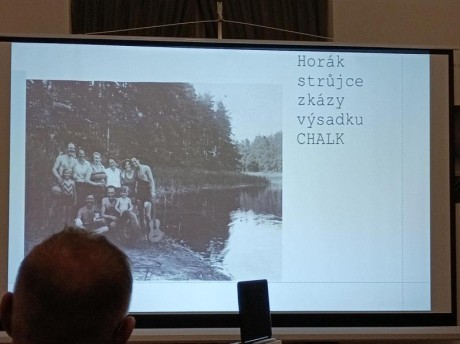 Horák
strůjce
zkázy
výsadku
CHALK